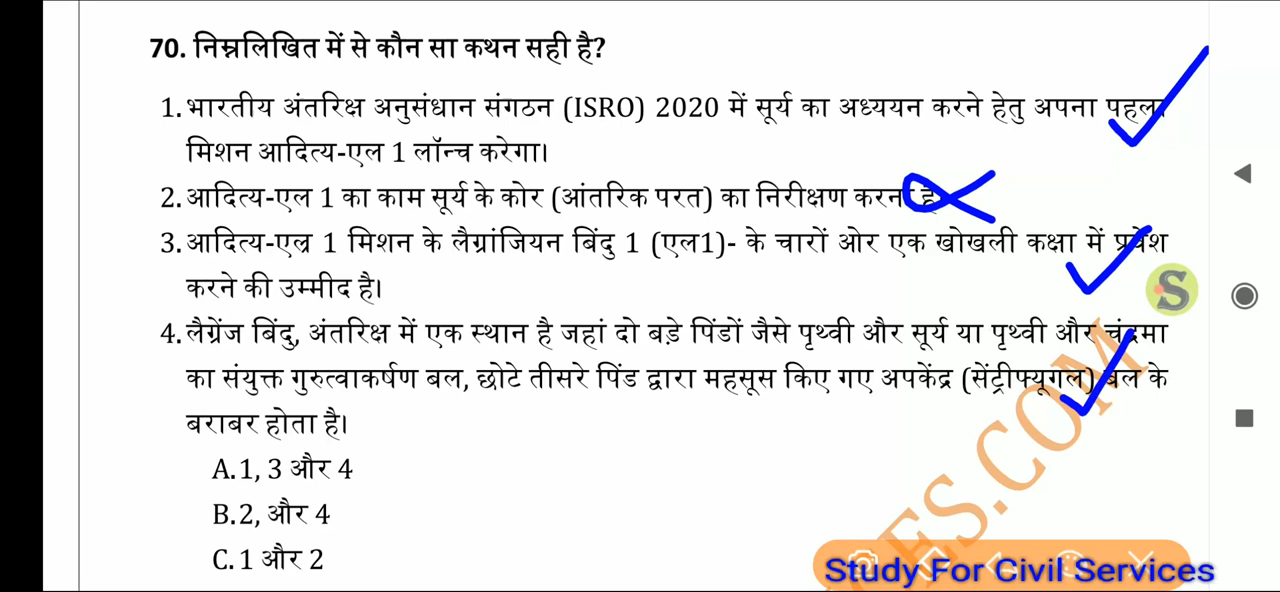 70. निम्नलिखित में से कौन सा कथन सही है?
1. भारतीय अंतरिक्ष अनुसंधान संगठन (ISRO) 2020 में सूर्य का अध्ययन करने हेतु अपना पहला
मिशन आदित्य-एल 1 लॉन्च करेगा।
2. आदित्य-एल 1 का काम सूर्य के कोर (आंतरिक परत) का निरीक्षण करना है
3. आदित्य-एल 1 मिशन के लैग्रांजियन बिंदु 1 (एल1)- के चारों ओर एक खोखली कक्षा में प्रवेश
करने की उम्मीद है।
S
4. लैग्रेंज बिंदु, अंतरिक्ष में एक स्थान है जहां दो बड़े पिंडों जैसे पृथ्वी और सूर्य या पृथ्वी और चंद्रमा
का संयुक्त गुरुत्वाकर्षण बल, छोटे तीसरे पिंड द्वारा महसूस किए गए अपकेंद्र (सेंट्रीफ्यूगल) बल के
बराबर होता है।
A. 1, 3 और 4
B. 2, और 4
C. 1 और 2
ES.COM
Study For Civil Services